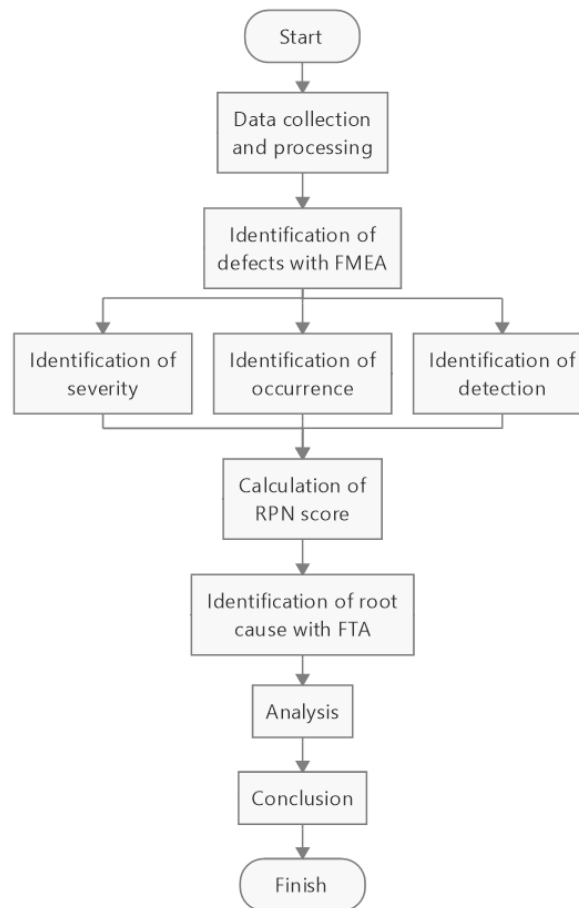 Start
Data collection
and processing
Identification of
defects with FMEA
Identification of
severity
Identification of
occurrence
Identification of
detection
Calculation of
RPN score
Identification of root
cause with FTA
Analysis
Conclusion
Finish